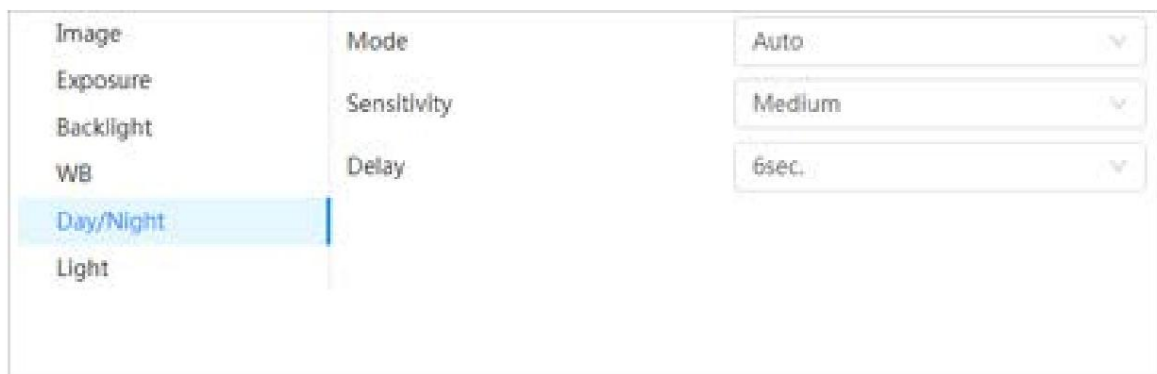 Image
Exposure
Backlight
WB
Day/Night
Light
Mode
Auto
Sensitivity
Medium
Delay
6sec.